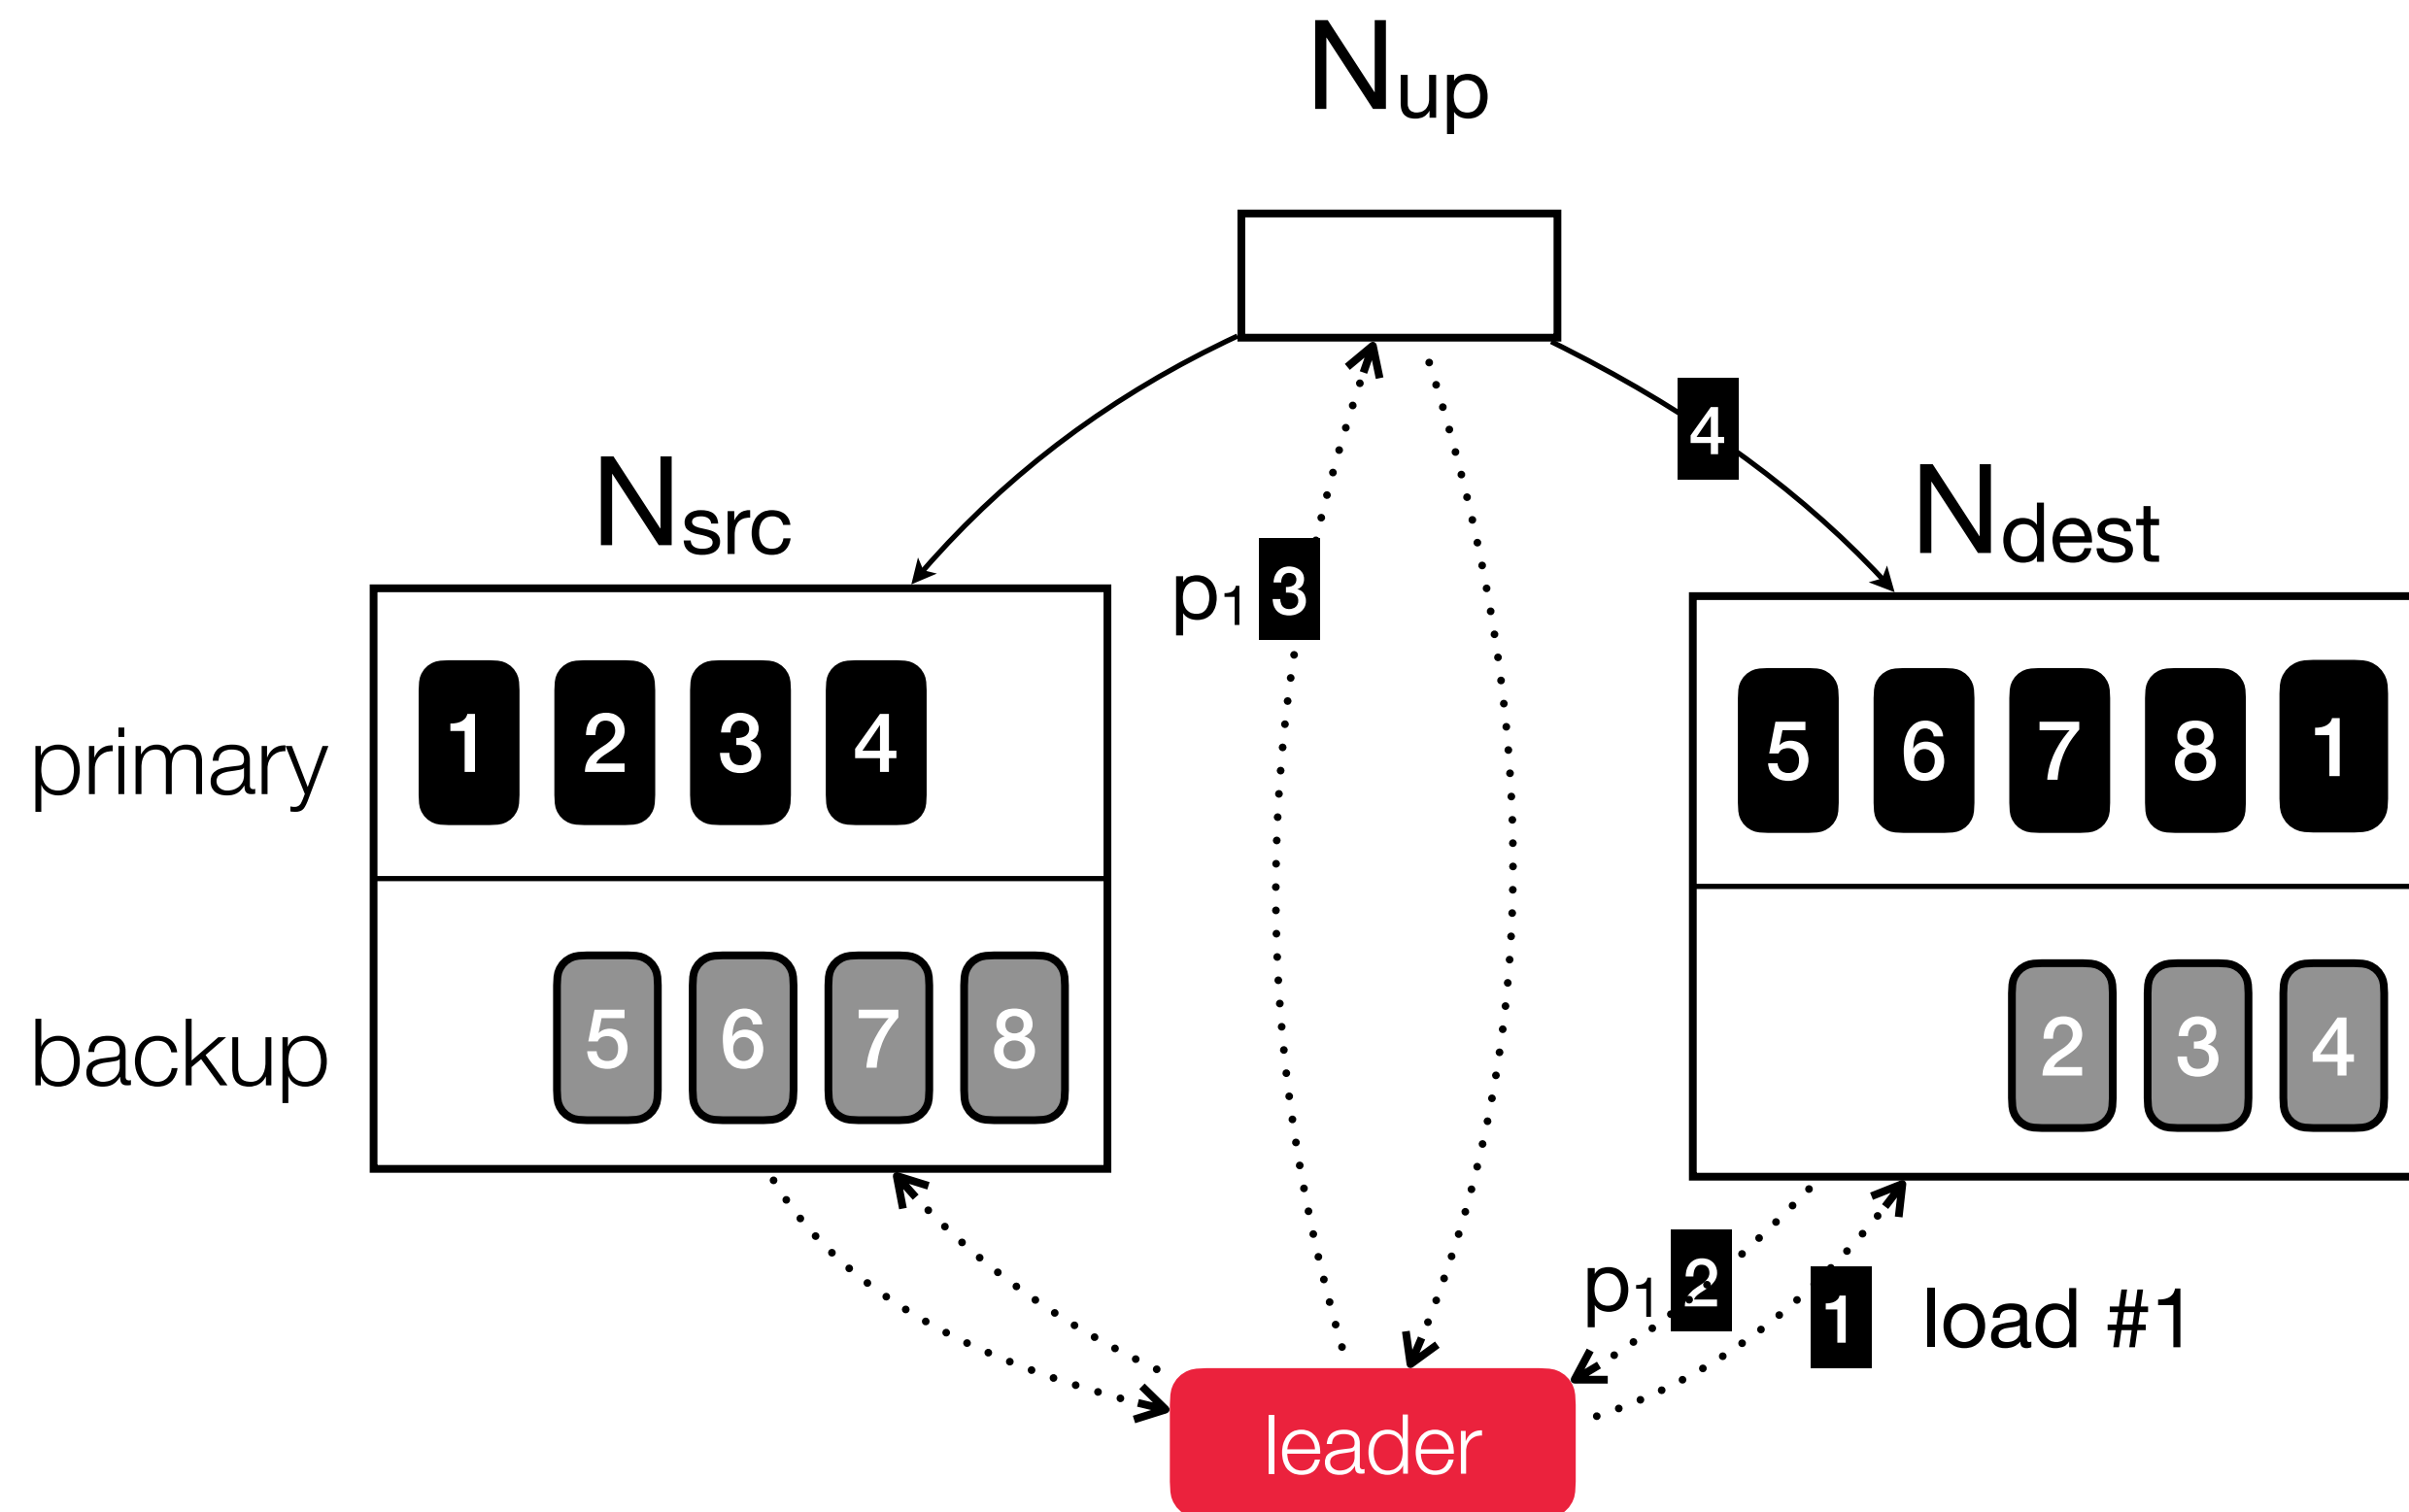 Nup
4
Nsrc
Ndest
p1 3
primary
1 2 3 4
5 6 7 8 1
backup
5 6 7 8
2 3 4
p1 2
1 load #1
leader